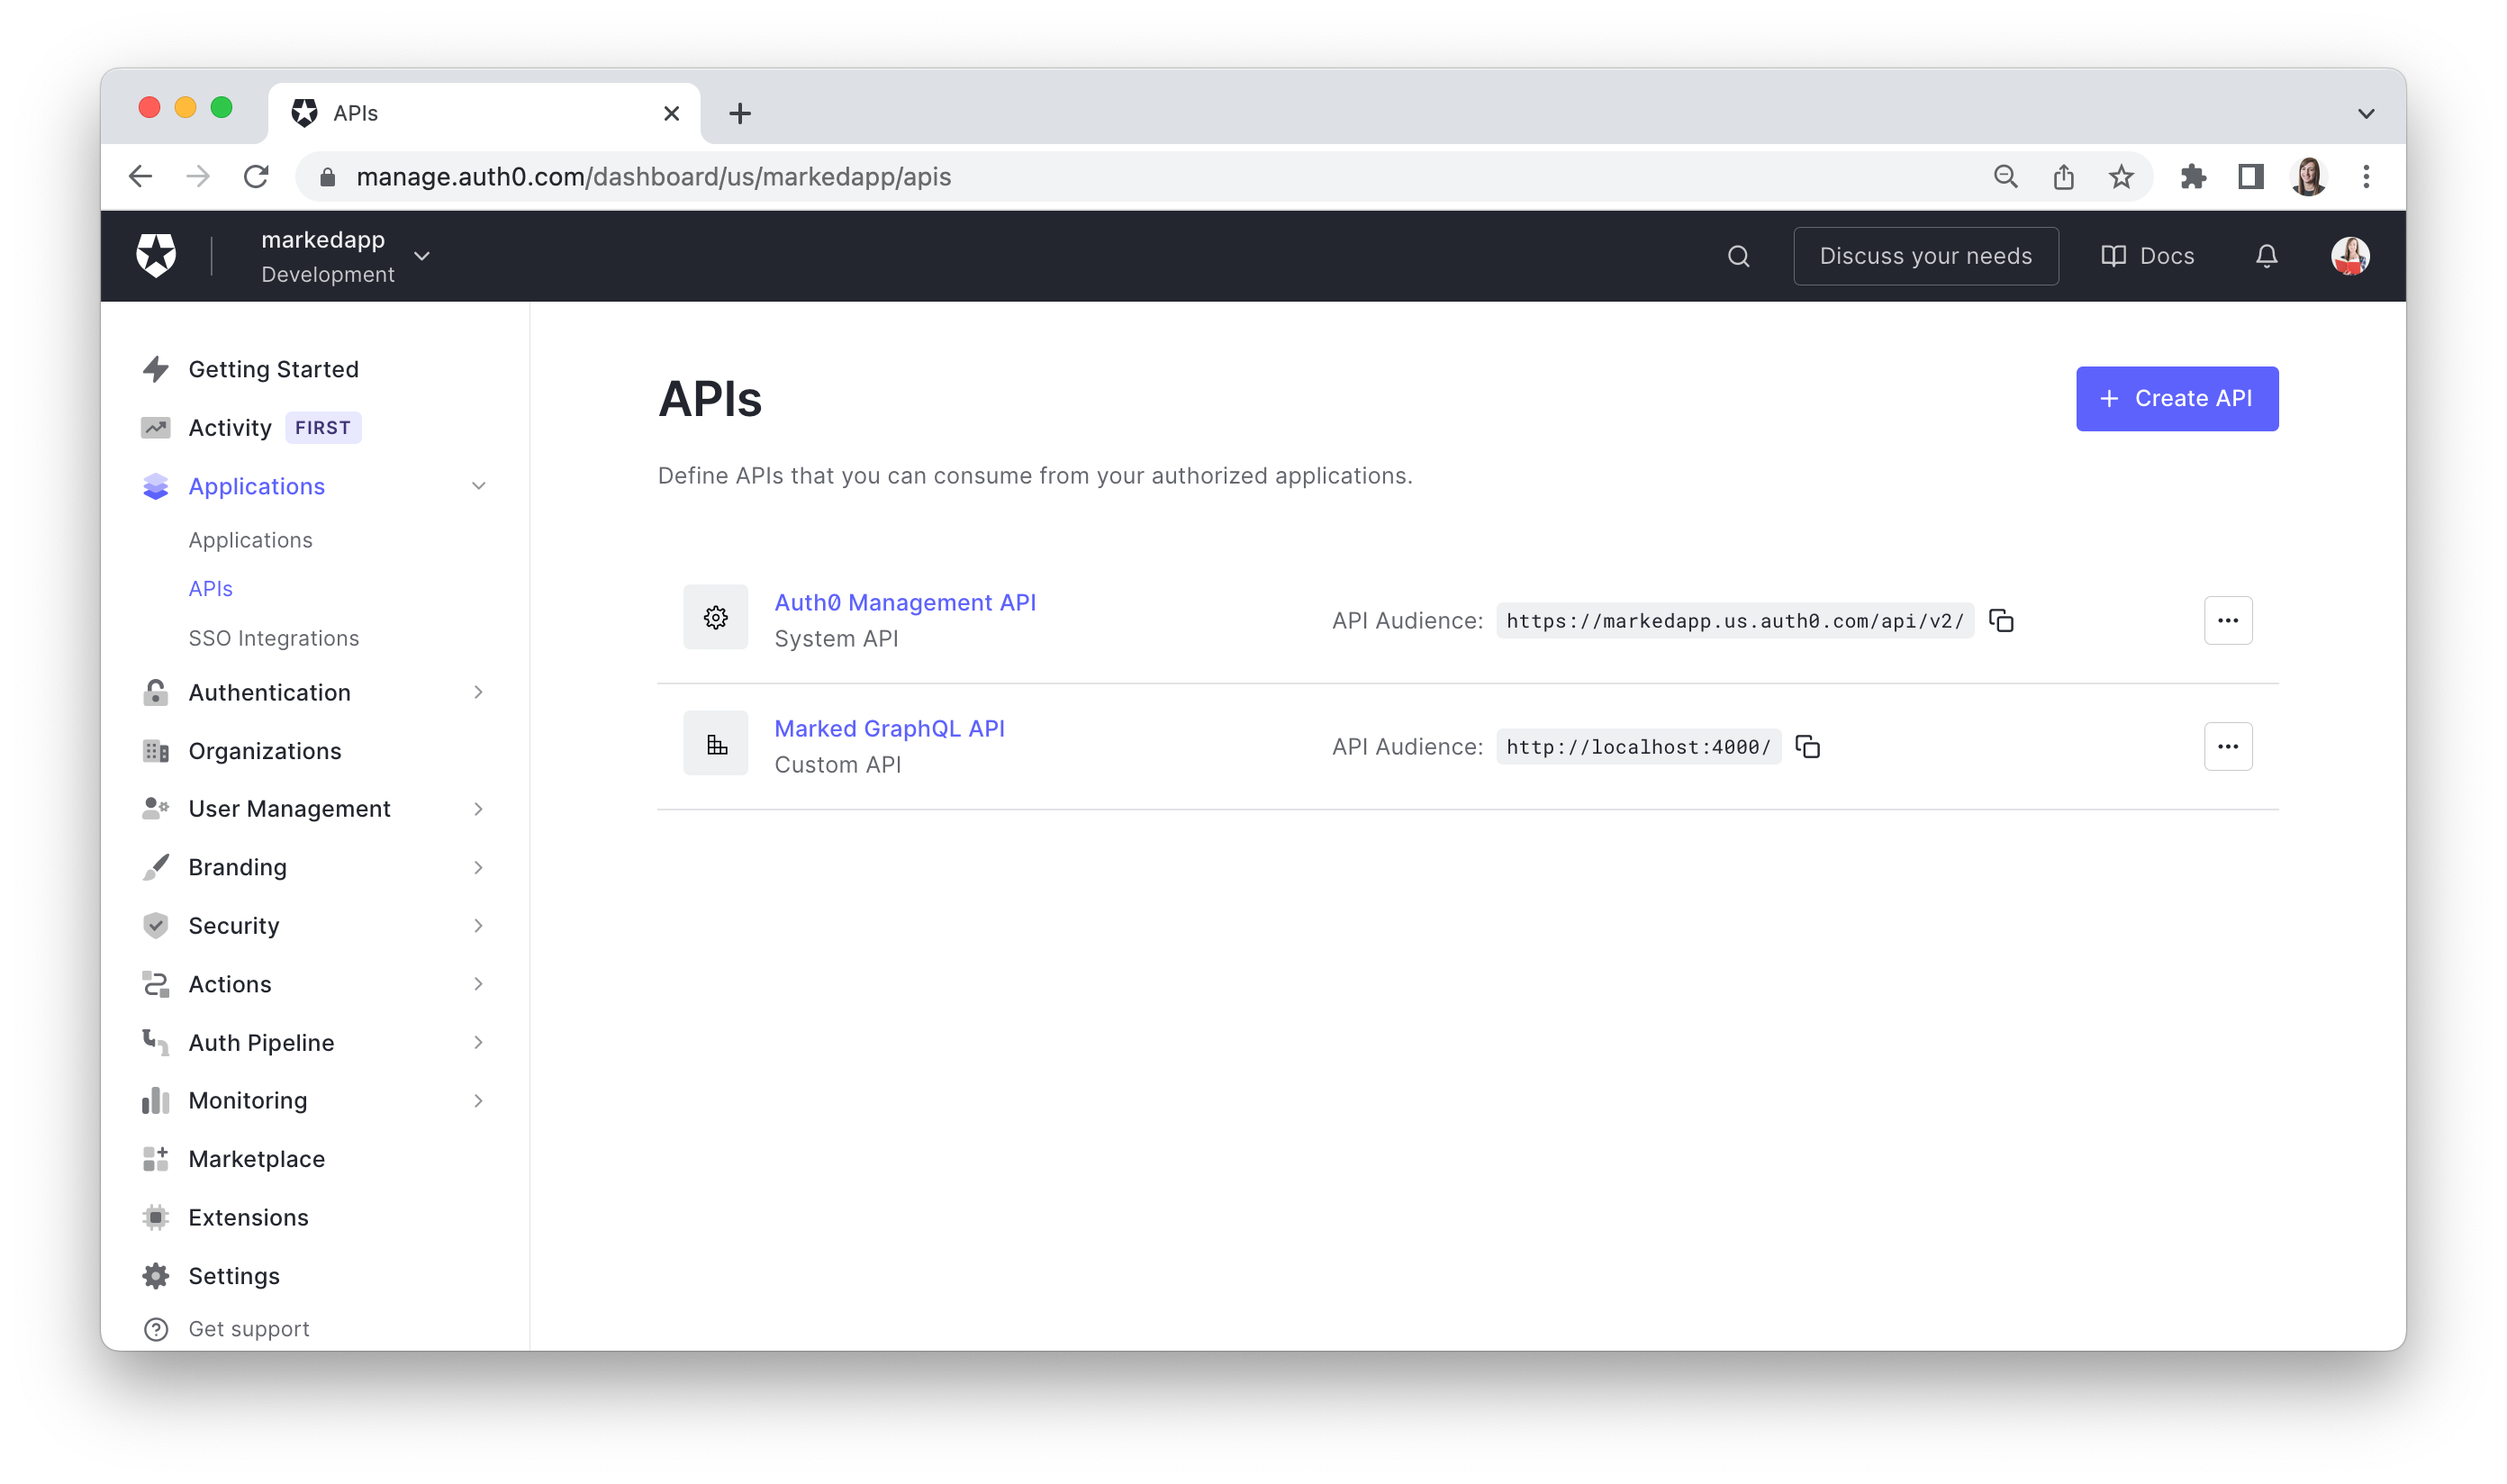 APIs
manage.auth0.com/dashboard/us/markedapp/apis
markedapp
Development
Discuss your needs
Docs
Getting Started
Activity FIRST
Applications
Applications
APIs
SSO Integrations
Authentication
Organizations
User Management
Branding
Security
Actions
Auth Pipeline
Monitoring
Marketplace
Extensions
Settings
Get support
APIs
+ Create API
Define APIs that you can consume from your authorized applications.
Auth0 Management API
System API
API Audience: https://markedapp.us.auth0.com/api/v2/
Marked GraphQL API
Custom API
API Audience: http://localhost:4000/